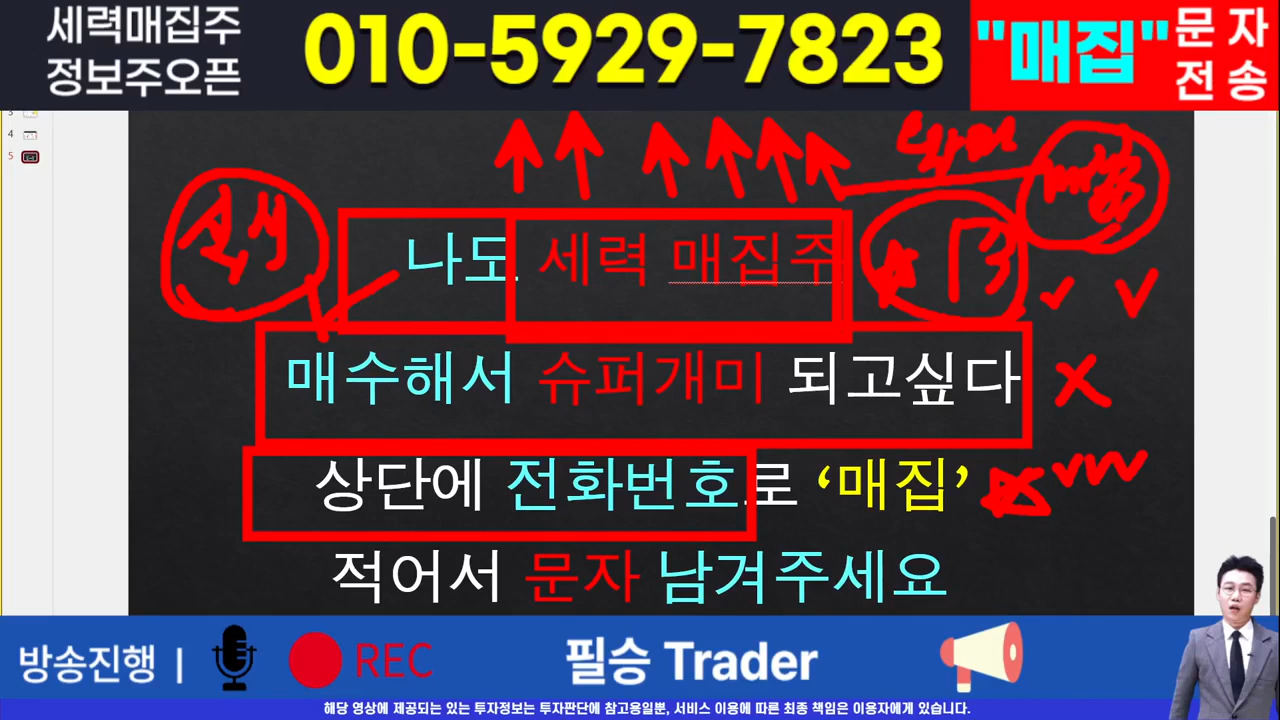 세력매집주
정보주오픈
010-5929-7823
"매집"
문자
전송
3
4
5
나도 세력 매집주
매수해서 슈퍼개미 되고싶다
상단에 전화번호로 ‘매집’
적어서 문자 남겨주세요
방송진행 |
REC
필승 Trader
해당 영상에 제공되는 있는 투자정보는 투자판단에 참고용일뿐, 서비스 이용에 따른 최종 책임은 이용자에게 있습니다.